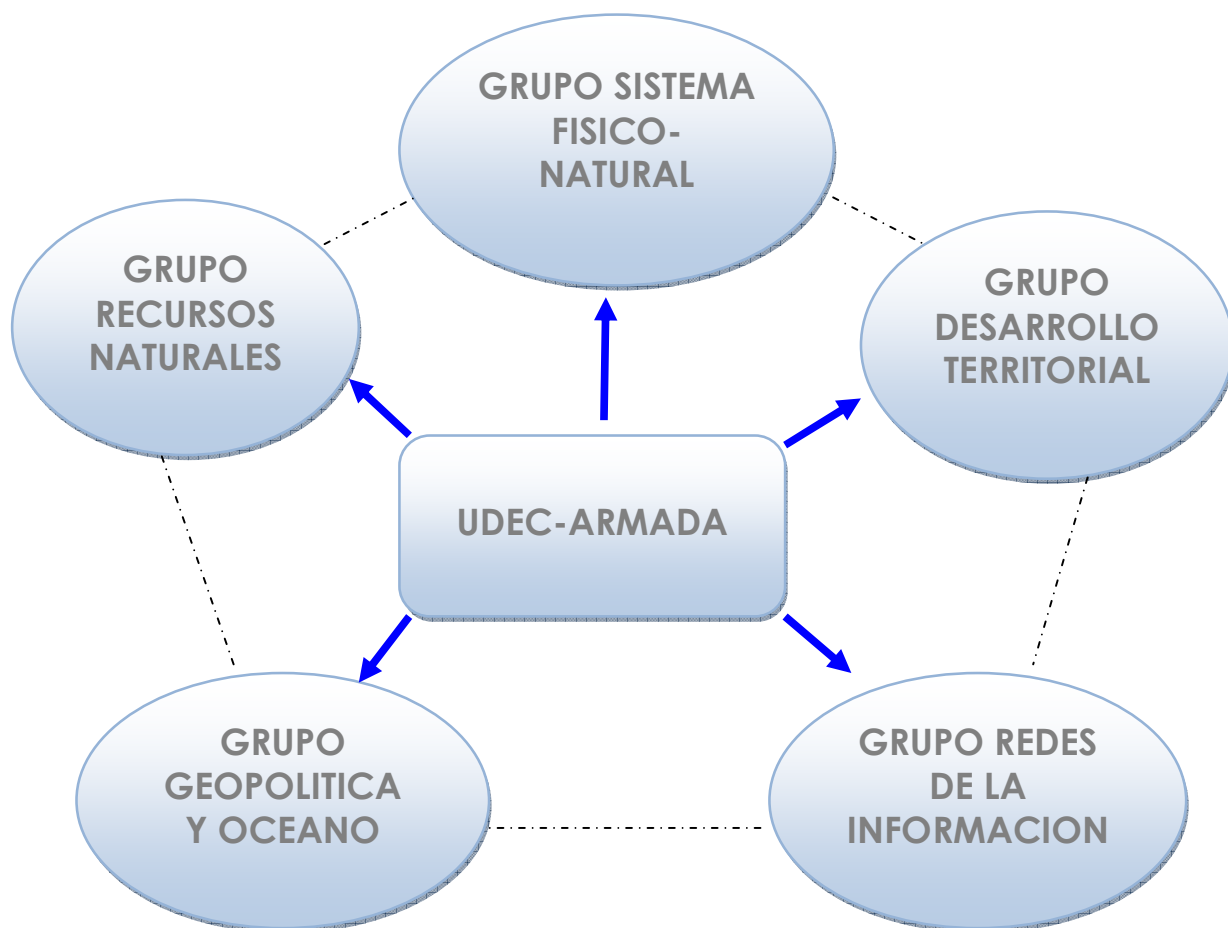 GRUPO SISTEMA
FISICO-
NATURAL
GRUPO
RECURSOS
NATURALES
GRUPO
DESARROLLO
TERRITORIAL
UDEC-ARMADA
GRUPO
GEOPOLITICA
Y OCEANO
GRUPO REDES
DE LA
INFORMACION